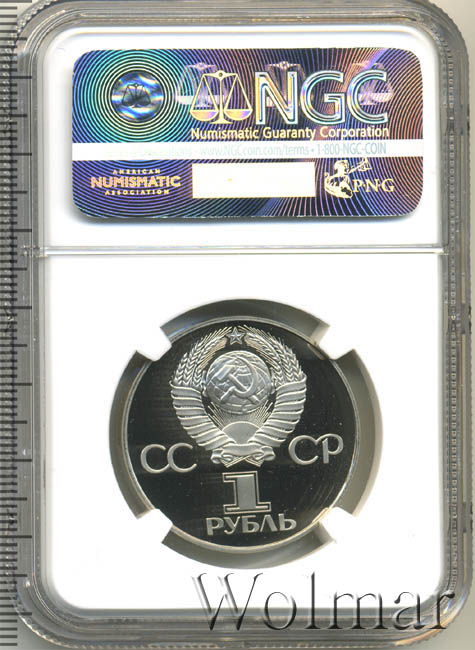 NGC
Numismatic Guaranty Corporation
www.NGCcoin.com/terms • 1-800-NGC-COIN
AMERICAN
NUMISMATIC
ASSOCIATION
PNG
СС СР
1
РУБЛЬ
Wolmar